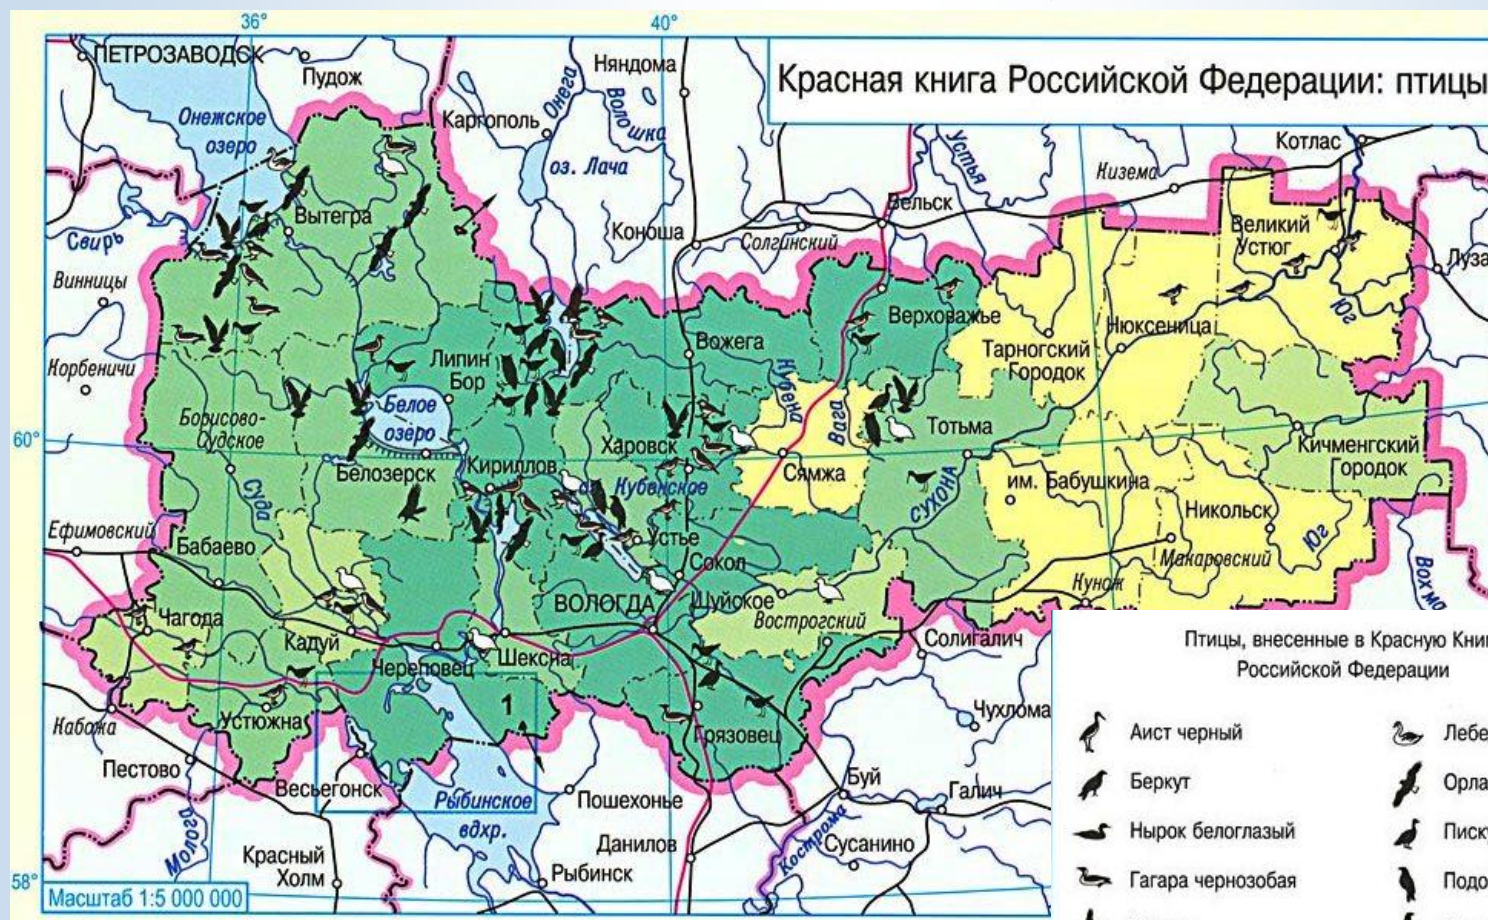 36°
40°
Красная книга Российской Федерации: птицы
ПЕТРОЗАВОДСК
Пудож
Онежское
озеро
Каргополь
Онега
Няндома
Волошка
оз. Лача
Устья
Котлас
Кизема
Вельск
Солгинский
Коноша
Вытегра
Свирь
Винницы
Великий
Устюг
Луза
Юг
Верховажье
Нюксеница
Тарногский
Городок
Вожега
Кубена
Вага
Липин
Бор
Корбеничи
Белое
озеро
Борисово-
Судское
60°
Белозерск
Кириллов
Харовск
Кубенское
Сямжа
Тотьма
Кичменгский
Городок
им. Бабушкина
Никольск
Юг
СУХОНА
Суда
Ефимовский
Бабаево
Устье
Сокол
Макаровский
Кунож
Вохма
ВОЛОГДА
Шуйское
Вострогский
Чагода
Кадуй
Череповец
Шексна
Солигалич
1
Устюжна
Грязовец
Чухлома
Кабожа
Пестово
Весьегонск
Рыбинское
вдхр.
Пошехонье
Буй
Галич
Молога
Данилов
Кострома
Сусанино
Красный
Холм
Рыбинск
58°
Масштаб 1:5 000 000
Птицы, внесенные в Красную Книг
Российской Федерации
Аист черный
Лебе
Беркут
Орла
Нырок белоглазый
Писк
Гагара чернозобая
Подо